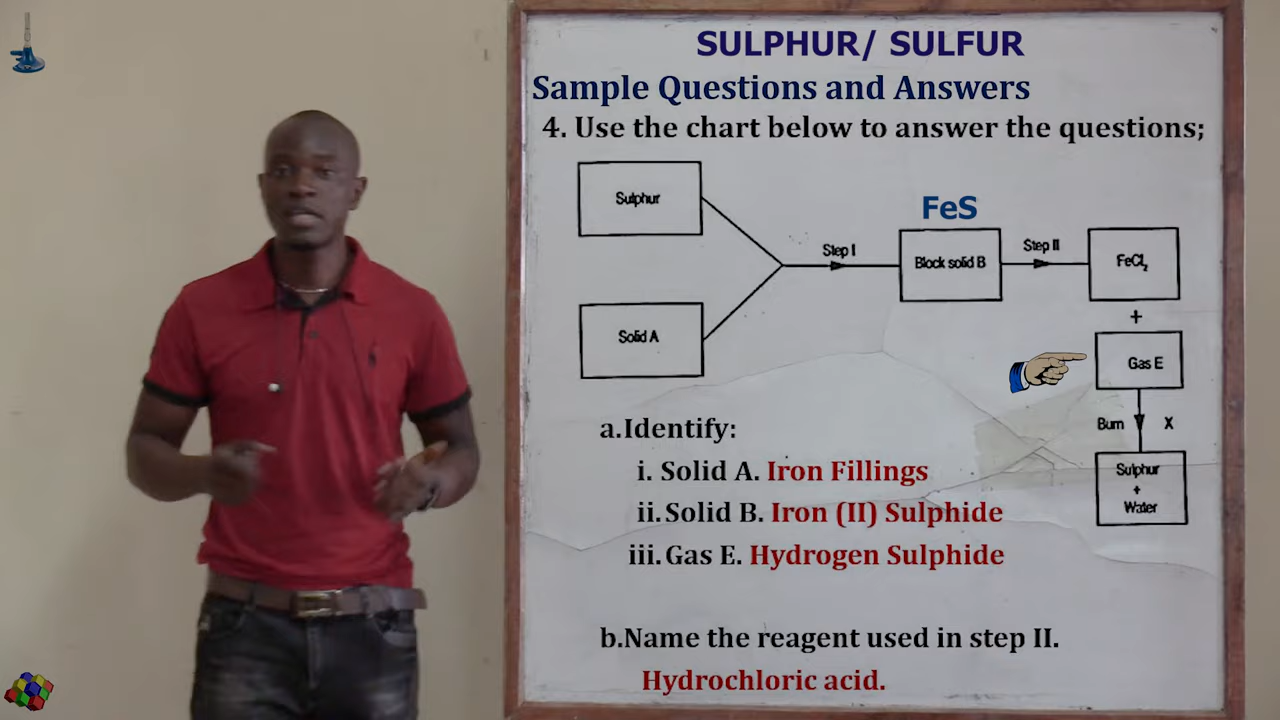 SULPHUR/ SULFUR
Sample Questions and Answers
4. Use the chart below to answer the questions;
Sulphur
Solid A
Step I
FeS
Block solid B
Step II
FeCl₂
+
Gas E
Burn X
Sulphur
+
Water
a.Identify:
i. Solid A. Iron Fillings
ii. Solid B. Iron (II) Sulphide
iii. Gas E. Hydrogen Sulphide
b.Name the reagent used in step II.
Hydrochloric acid.